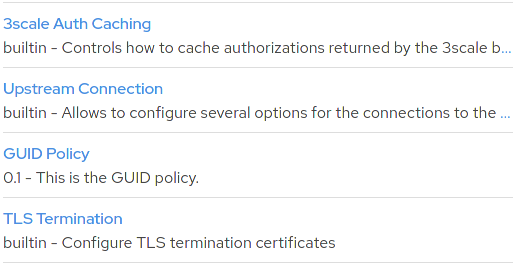 3scale Auth Caching
builtin - Controls how to cache authorizations returned by the 3scale b...
Upstream Connection
builtin - Allows to configure several options for the connections to the ...
GUID Policy
0.1 - This is the GUID policy.
TLS Termination
builtin - Configure TLS termination certificates